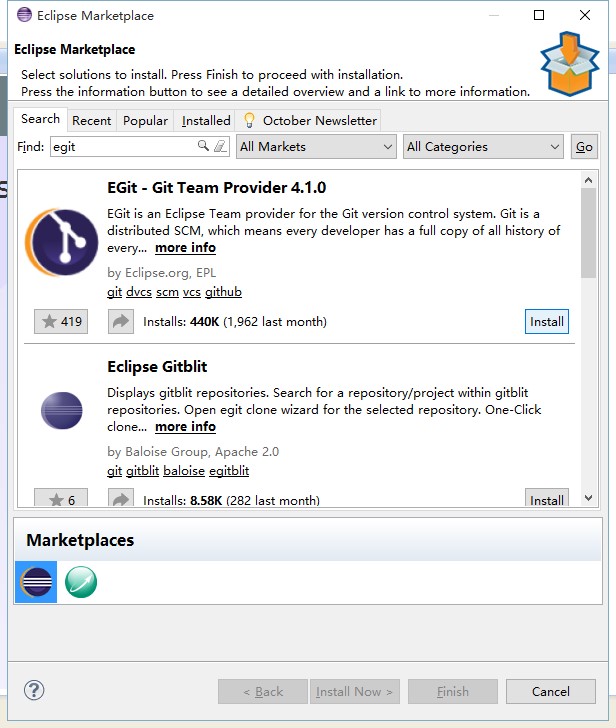 Eclipse Marketplace
Eclipse Marketplace
Select solutions to install. Press Finish to proceed with installation.
Press the information button to see a detailed overview and a link to more information.
Search Recent Popular Installed October Newsletter
Find: egit All Markets All Categories Go
EGit - Git Team Provider 4.1.0
EGit is an Eclipse Team provider for the Git version control system. Git is a
distributed SCM, which means every developer has a full copy of all history of
every... more info
by Eclipse.org, EPL
git dvcs scm vcs github
419 Installs: 440K (1,962 last month) Install
Eclipse Gitblit
Displays gitblit repositories. Search for a repository/project within gitblit
repositories. Open egit clone wizard for the selected repository. One-Click
clone... more info
by Baloise Group, Apache 2.0
git gitblit baloise egitblit
6 Installs: 8.58K (282 last month) Install
Marketplaces
? < Back Install Now > Finish Cancel